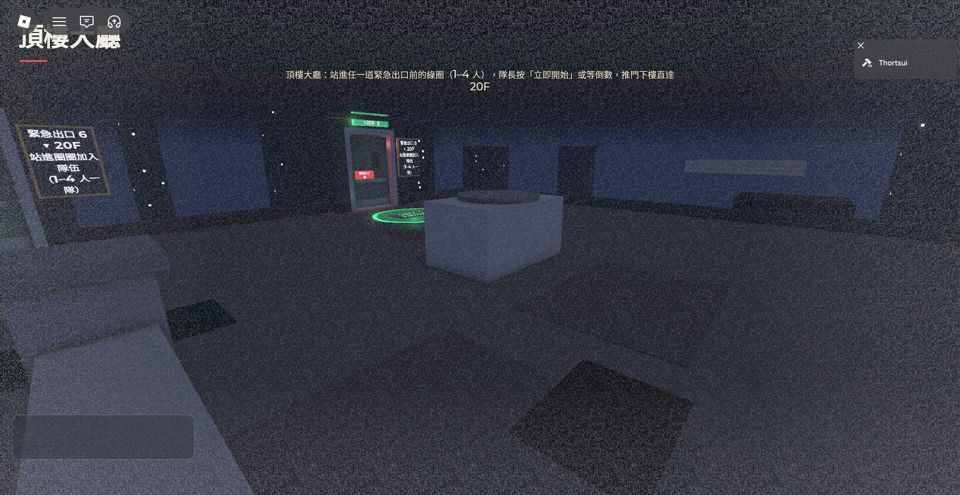 頂樓大廳
頂樓大廳：站進任一道緊急出口前的綠圈（1–4 人），隊長按「立即開始」或等倒數，推門下樓直達
20F
Thortsui
緊急出口 6
▼ 20F
站進圈圈加入
隊伍
（1–4 人一
隊）